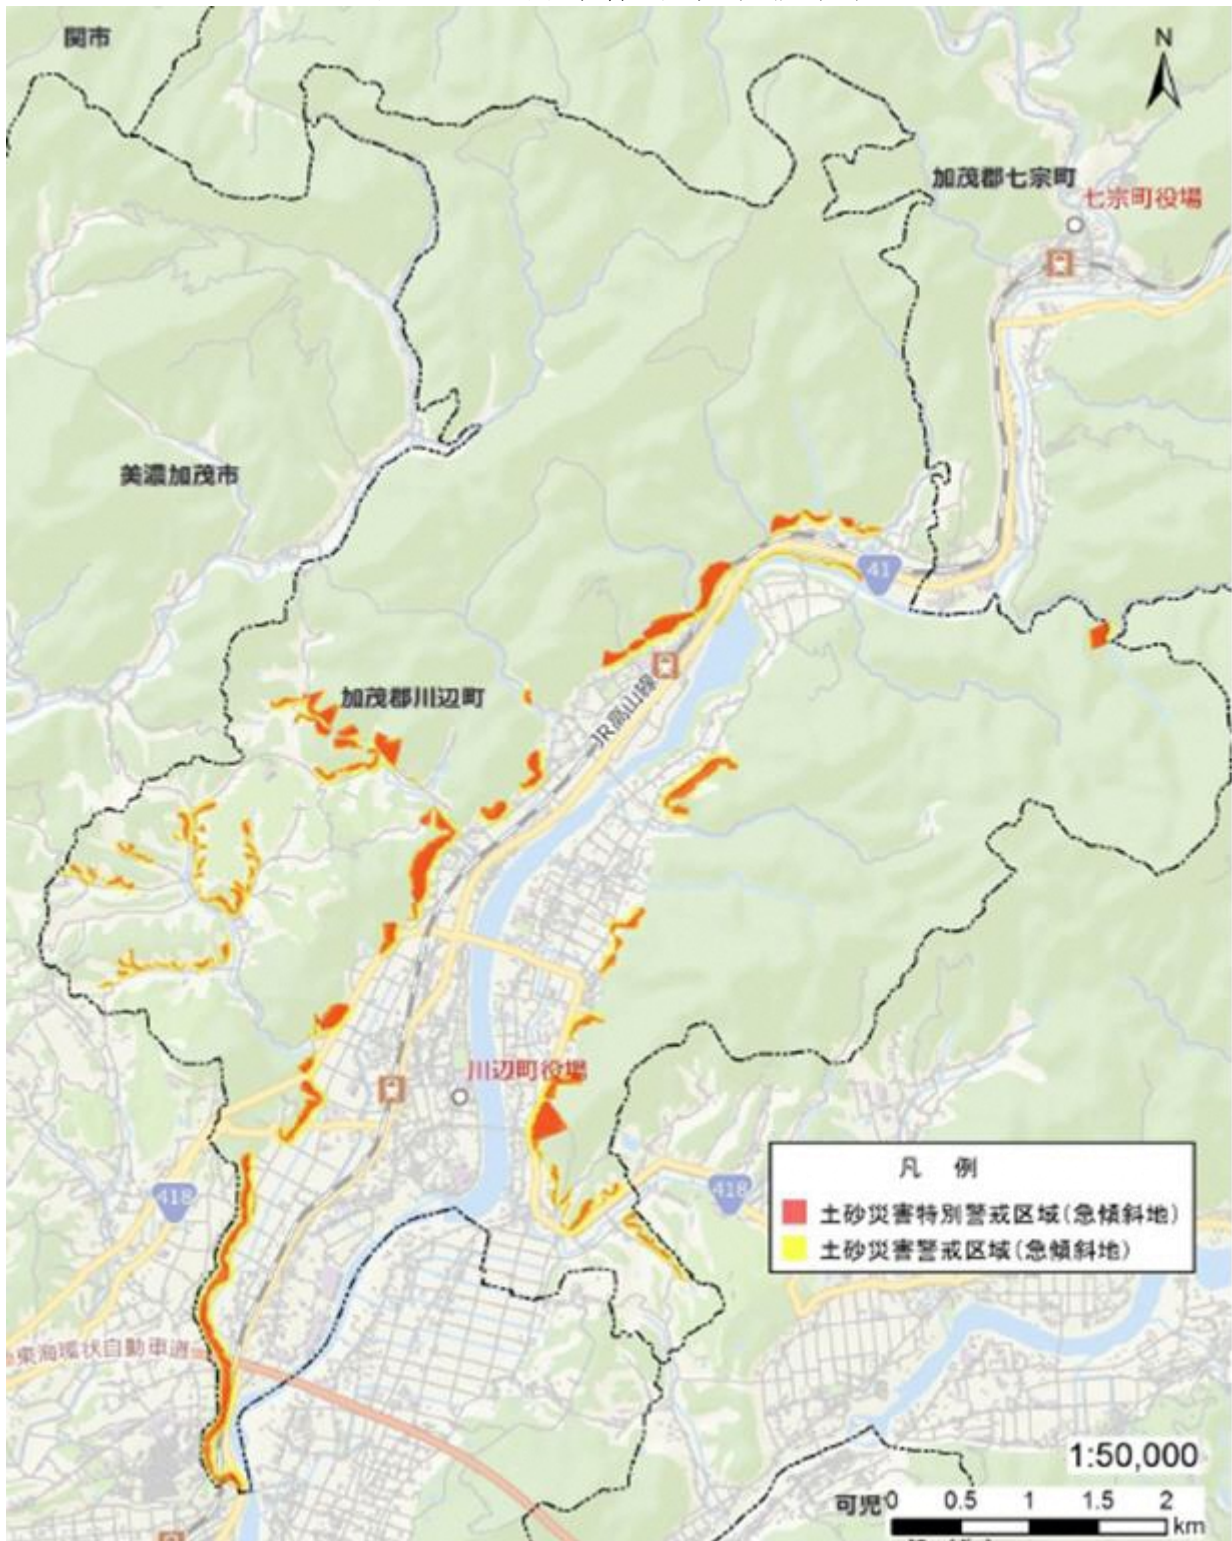 関市
N
加茂郡七宗町
七宗町役場
美濃加茂市
41
加茂郡川辺町
JR高山線
川辺町役場
凡 例
土砂災害特別警戒区域(急傾斜地)
土砂災害警戒区域(急傾斜地)
418
418
東海環状自動車道
1:50,000
可児
0 0.5 1 1.5 2
km